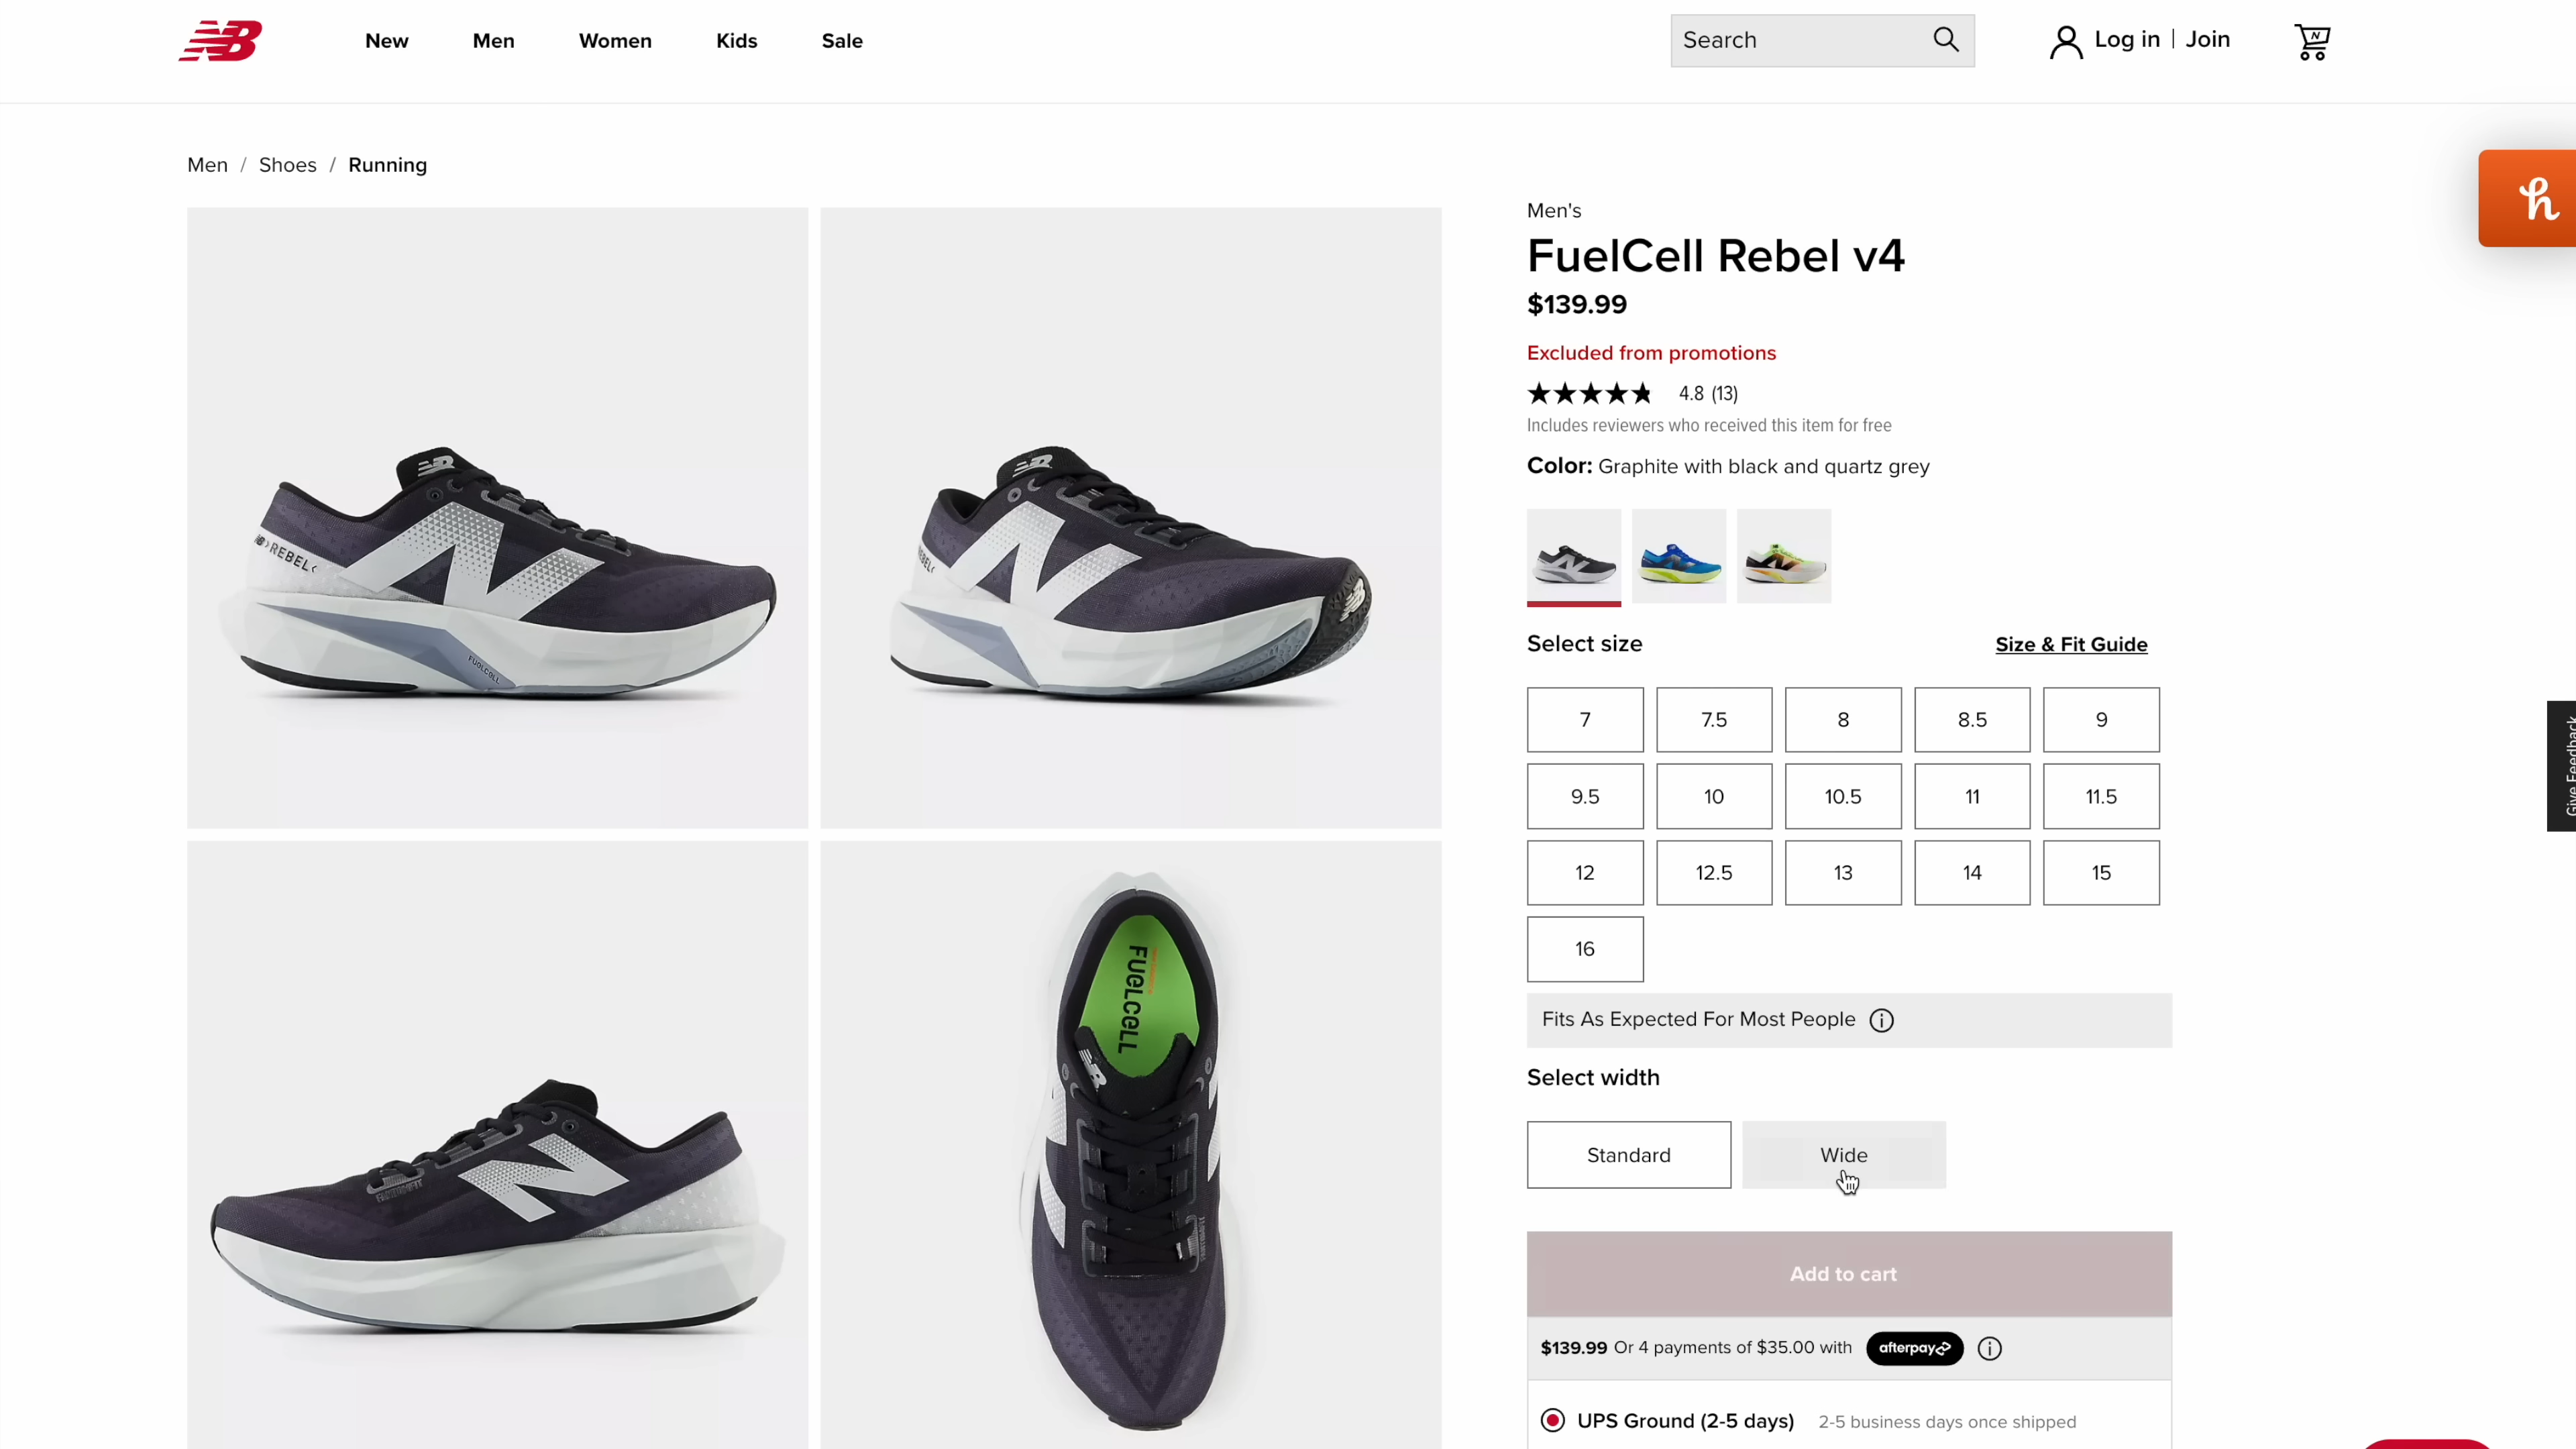 NB
New Men Women Kids Sale
Search
Log in | Join
Men / Shoes / Running
Men's
FuelCell Rebel v4
$139.99
Excluded from promotions
4.8 (13)
Includes reviewers who received this item for free
Color: Graphite with black and quartz grey
REBEL
FUELCELL
Select size
Size & Fit Guide
7 7.5 8 8.5 9
9.5 10 10.5 11 11.5
12 12.5 13 14 15
16
Give Feedback
FUELCELL
Fits As Expected For Most People
Select width
Standard Wide
Add to cart
$139.99 Or 4 payments of $35.00 with afterpay
UPS Ground (2-5 days) 2-5 business days once shipped